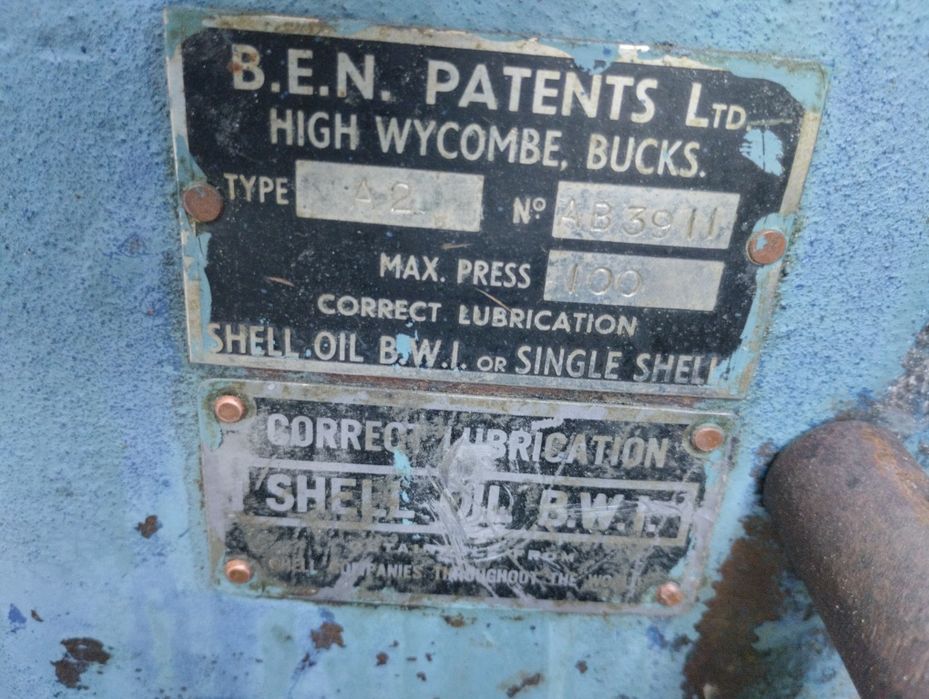 B.E.N. PATENTS LTD
HIGH WYCOMBE, BUCKS.
TYPE A2 Nº AB3911
MAX. PRESS 100
CORRECT LUBRICATION
SHELL OIL B.W.I. OR SINGLE SHELL
CORRECT LUBRICATION
SHELL OIL B.W.I.
FROM
SHELL COMPANIES THROUGHOUT THE WORLD